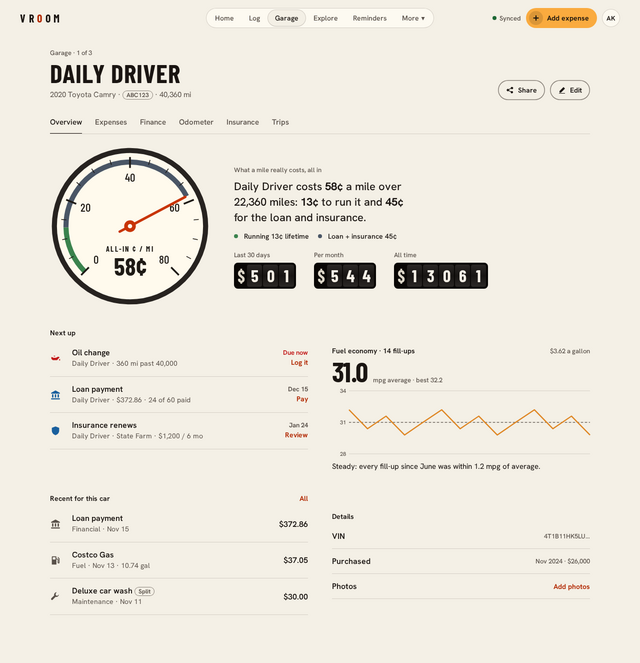 VROOM
Home Log Garage Explore Reminders More ▾
Synced
+ Add expense
AK
Garage · 1 of 3
DAILY DRIVER
2020 Toyota Camry · ABC123 · 40,360 mi
Share
Edit
Overview Expenses Finance Odometer Insurance Trips
0
20
40
60
80
ALL-IN ¢ / MI
58¢
What a mile really costs, all in
Daily Driver costs 58¢ a mile over
22,360 miles: 13¢ to run it and 45¢
for the loan and insurance.
Running 13¢ lifetime
Loan + insurance 45¢
Last 30 days
$501
Per month
$544
All time
$13061
Next up
Oil change
Daily Driver · 360 mi past 40,000
Due now
Log it
Loan payment
Daily Driver · $372.86 · 24 of 60 paid
Dec 15
Pay
Insurance renews
Daily Driver · State Farm · $1,200 / 6 mo
Jan 24
Review
Fuel economy · 14 fill-ups
$3.62 a gallon
31.0 mpg average · best 32.2
34
31
28
Steady: every fill-up since June was within 1.2 mpg of average.
Recent for this car
All
Loan payment
Financial · Nov 15
$372.86
Costco Gas
Fuel · Nov 13 · 10.74 gal
$37.05
Deluxe car wash Split
Maintenance · Nov 11
$30.00
Details
VIN
4T1B11HK5LU...
Purchased
Nov 2024 · $26,000
Photos
Add photos